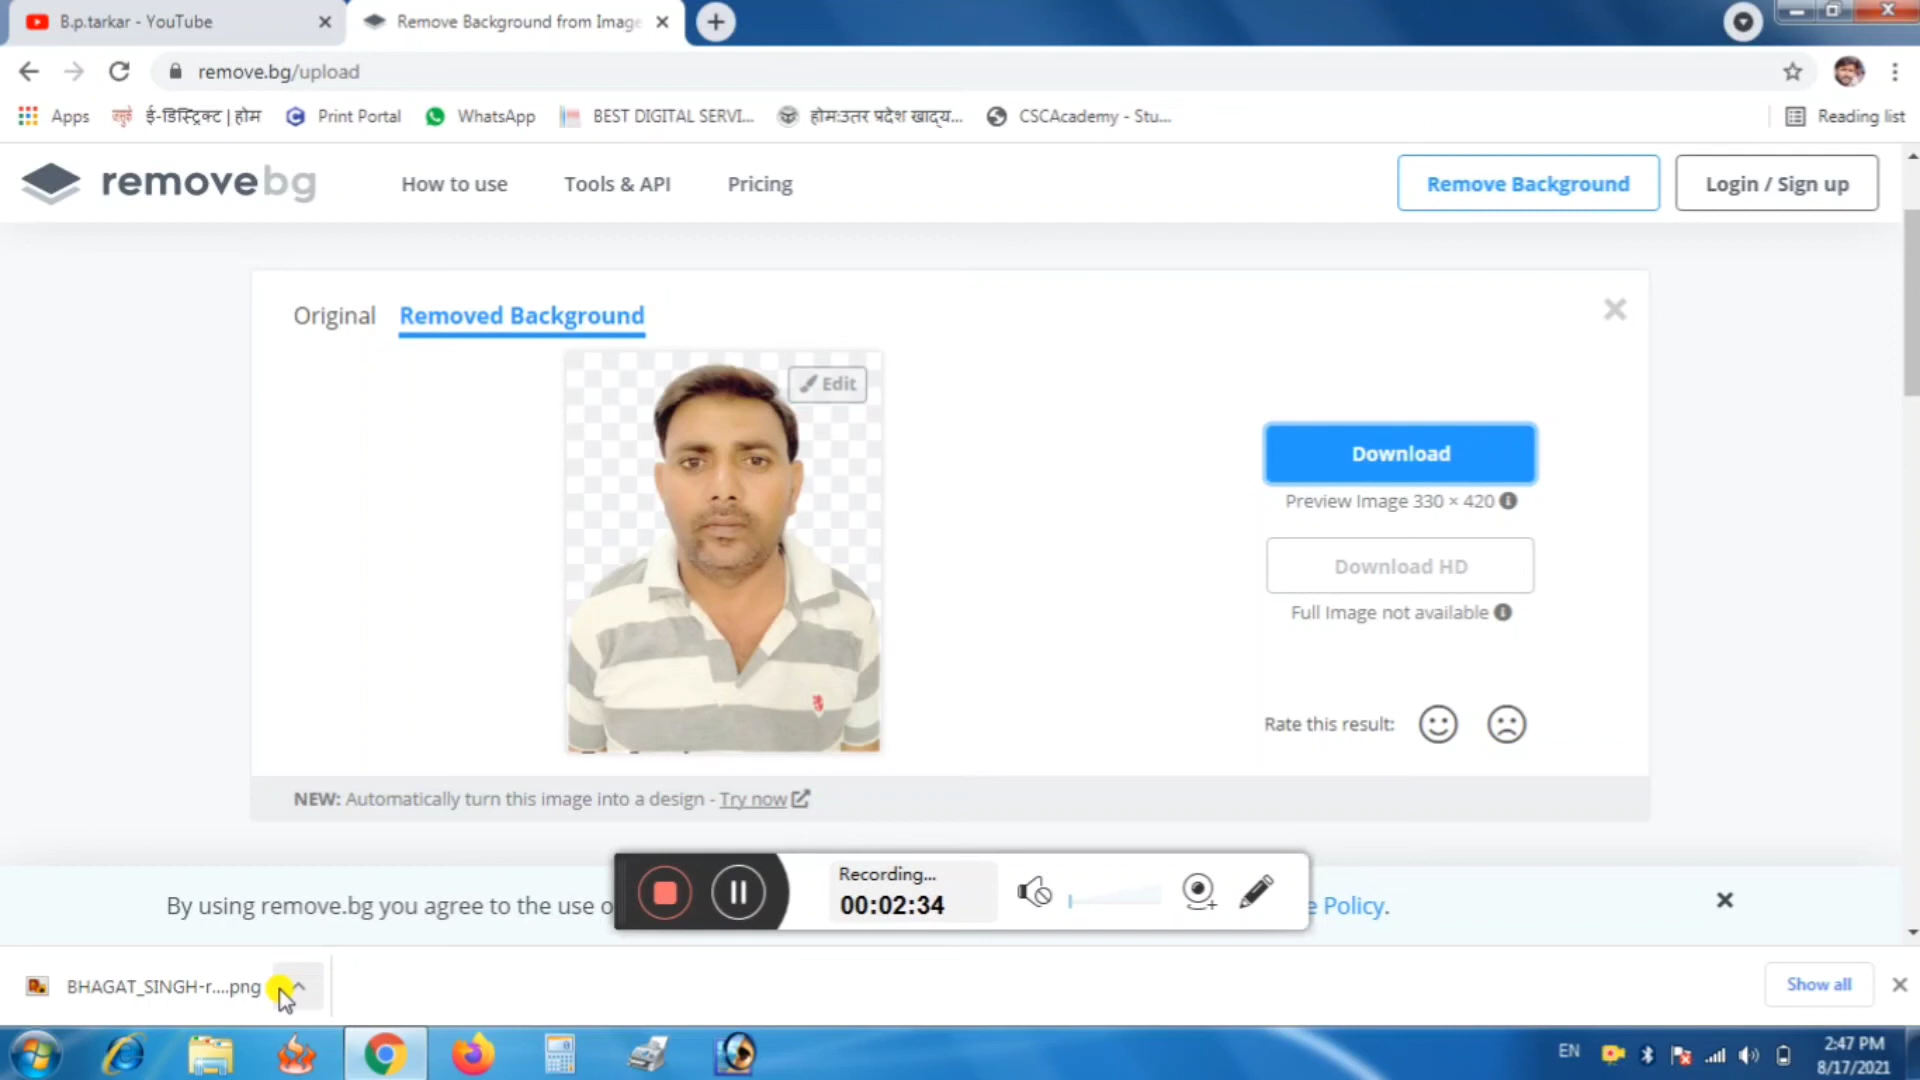 B.p.tarkar - YouTube
Remove Background from Image
remove.bg/upload
Apps
ई-डिस्ट्रिक्ट | होम
Print Portal
WhatsApp
BEST DIGITAL SERVI...
होम:उतर प्रदेश खाद्य...
CSCAcademy - Stu...
Reading list
removebg
How to use
Tools & API
Pricing
Remove Background
Login / Sign up
Original
Removed Background
Edit
Download
Preview Image 330 × 420
Download HD
Full Image not available
Rate this result:
NEW: Automatically turn this image into a design - Try now
Recording...
00:02:34
By using remove.bg you agree to the use o
e Policy.
BHAGAT_SINGH-r....png
Show all
EN
2:47 PM
8/17/2021